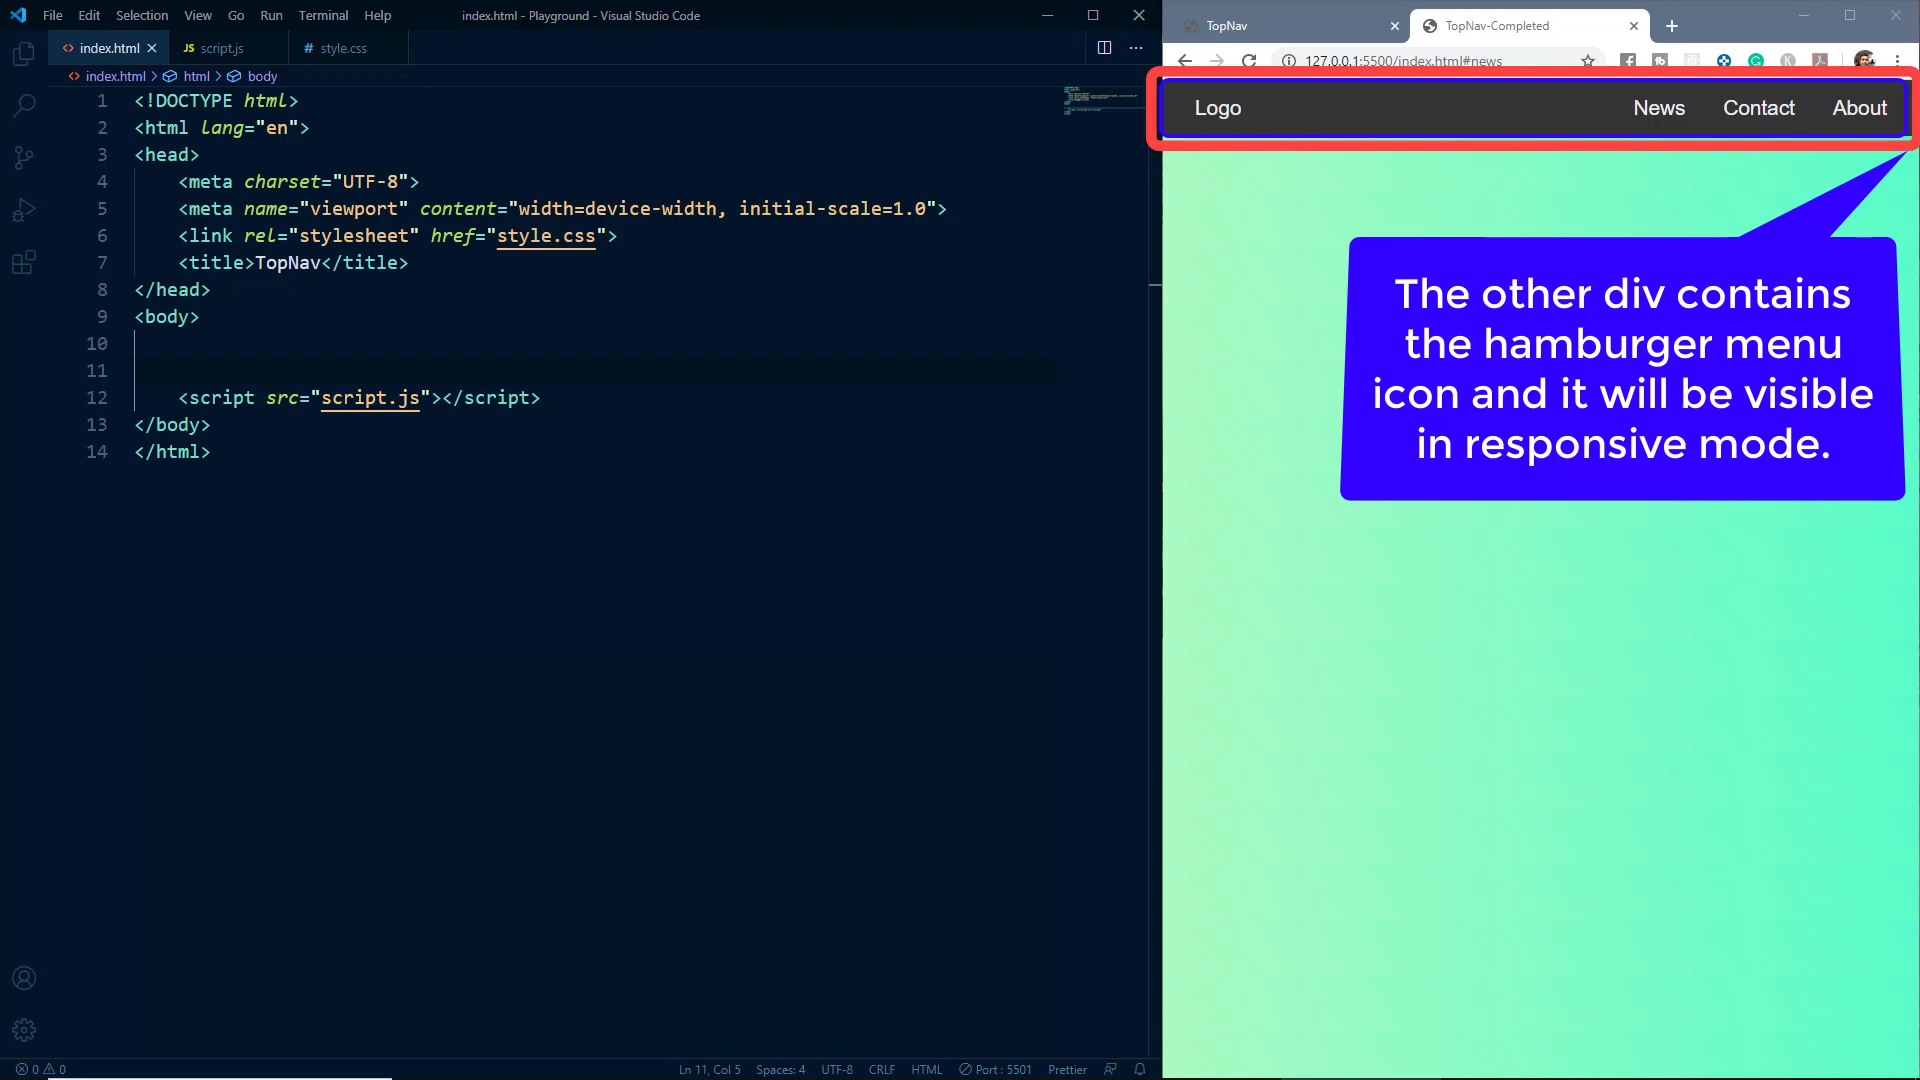 File Edit Selection View Go Run Terminal Help
index.html - Playground - Visual Studio Code
index.html
JS script.js
# style.css
index.html > html > body
1 <!DOCTYPE html>
2 <html lang="en">
3 <head>
4 <meta charset="UTF-8">
5 <meta name="viewport" content="width=device-width, initial-scale=1.0">
6 <link rel="stylesheet" href="style.css">
7 <title>TopNav</title>
8 </head>
9 <body>
10
11
12 <script src="script.js"></script>
13 </body>
14 </html>
0 0
Ln 11, Col 5 Spaces: 4 UTF-8 CRLF HTML Port : 5501 Prettier
TopNav
TopNav-Completed
127.0.0.1:5500/index.html#news
Logo News Contact About
The other div contains
the hamburger menu
icon and it will be visible
in responsive mode.